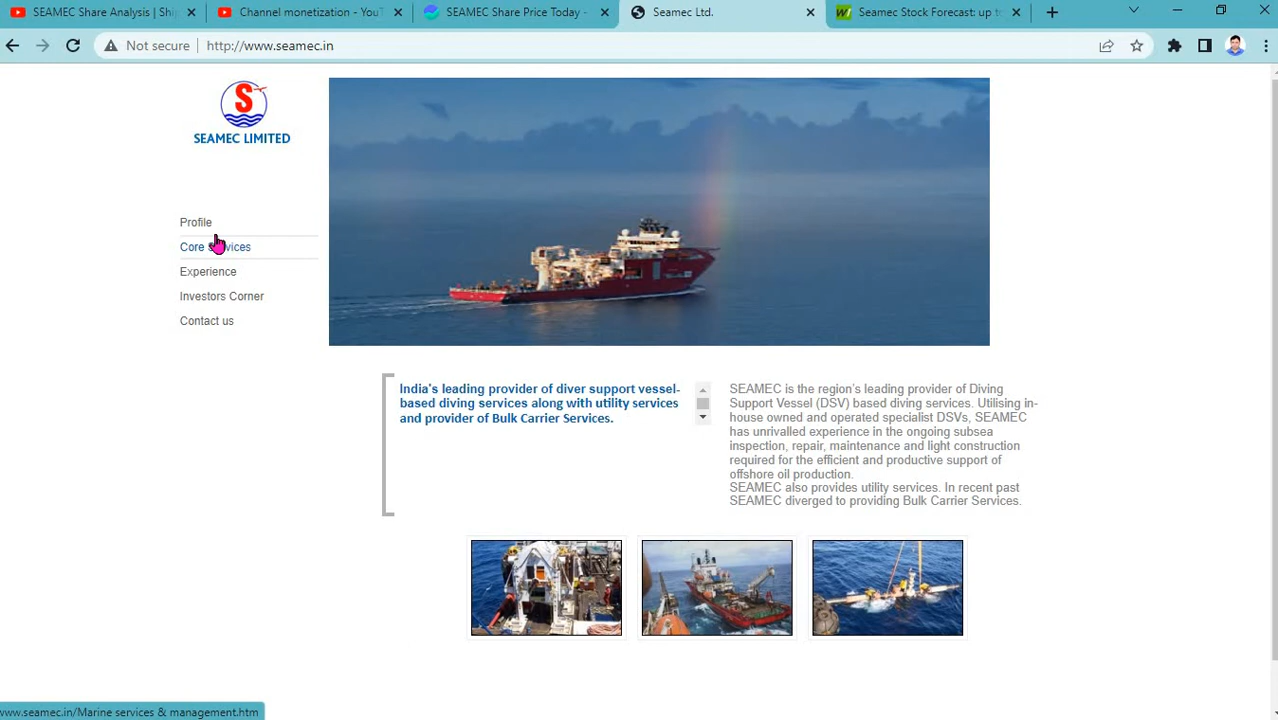 SEAMEC Share Analysis | Shi
Channel monetization - YouT
SEAMEC Share Price Today -
Seamec Ltd.
Seamec Stock Forecast: up to
Not secure
http://www.seamec.in
S
SEAMEC LIMITED
Profile
Core Services
Experience
Investors Corner
Contact us
India's leading provider of diver support vessel-
based diving services along with utility services
and provider of Bulk Carrier Services.
SEAMEC is the region's leading provider of Diving
Support Vessel (DSV) based diving services. Utilising in-
house owned and operated specialist DSVs, SEAMEC
has unrivalled experience in the ongoing subsea
inspection, repair, maintenance and light construction
required for the efficient and productive support of
offshore oil production.
SEAMEC also provides utility services. In recent past
SEAMEC diverged to providing Bulk Carrier Services.
www.seamec.in/Marine services & management.htm